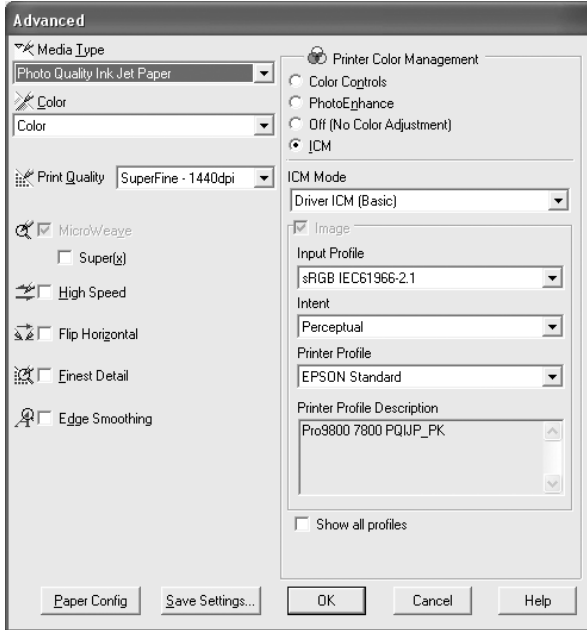 Advanced
Media Type
Photo Quality Ink Jet Paper
Color
Color
Print Quality SuperFine - 1440dpi
MicroWeave
Super(x)
High Speed
Flip Horizontal
Finest Detail
Edge Smoothing
Printer Color Management
Color Controls
PhotoEnhance
Off (No Color Adjustment)
ICM
ICM Mode
Driver ICM (Basic)
Image
Input Profile
sRGB IEC61966-2.1
Intent
Perceptual
Printer Profile
EPSON Standard
Printer Profile Description
Pro9800 7800 PQIJP_PK
Show all profiles
Paper Config Save Settings... OK Cancel Help